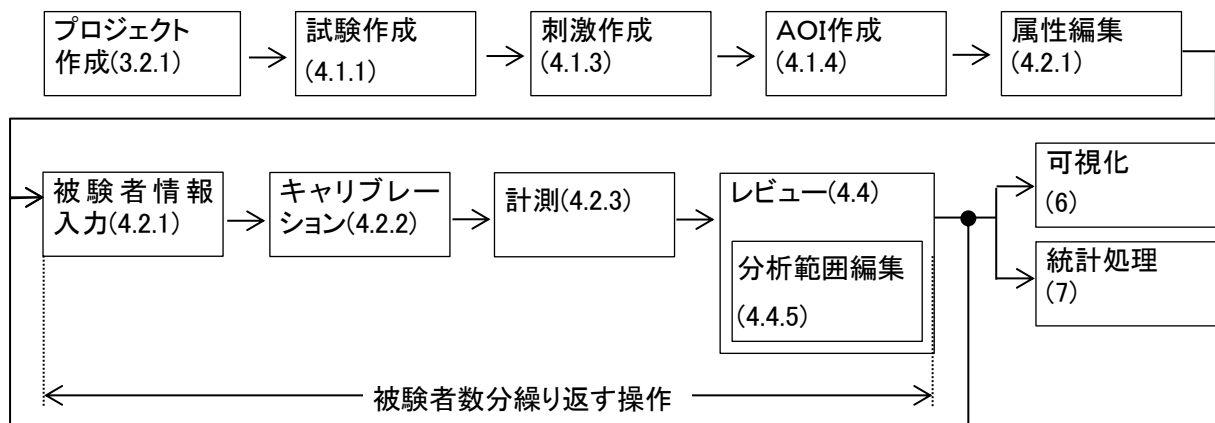 プロジェクト
作成(3.2.1)
試験作成
(4.1.1)
刺激作成
(4.1.3)
AOI作成
(4.1.4)
属性編集
(4.2.1)
被験者情報
入力(4.2.1)
キャリブレー
ション(4.2.2)
計測(4.2.3)
レビュー(4.4)
分析範囲編集
(4.4.5)
可視化
(6)
統計処理
(7)
被験者数分繰り返す操作